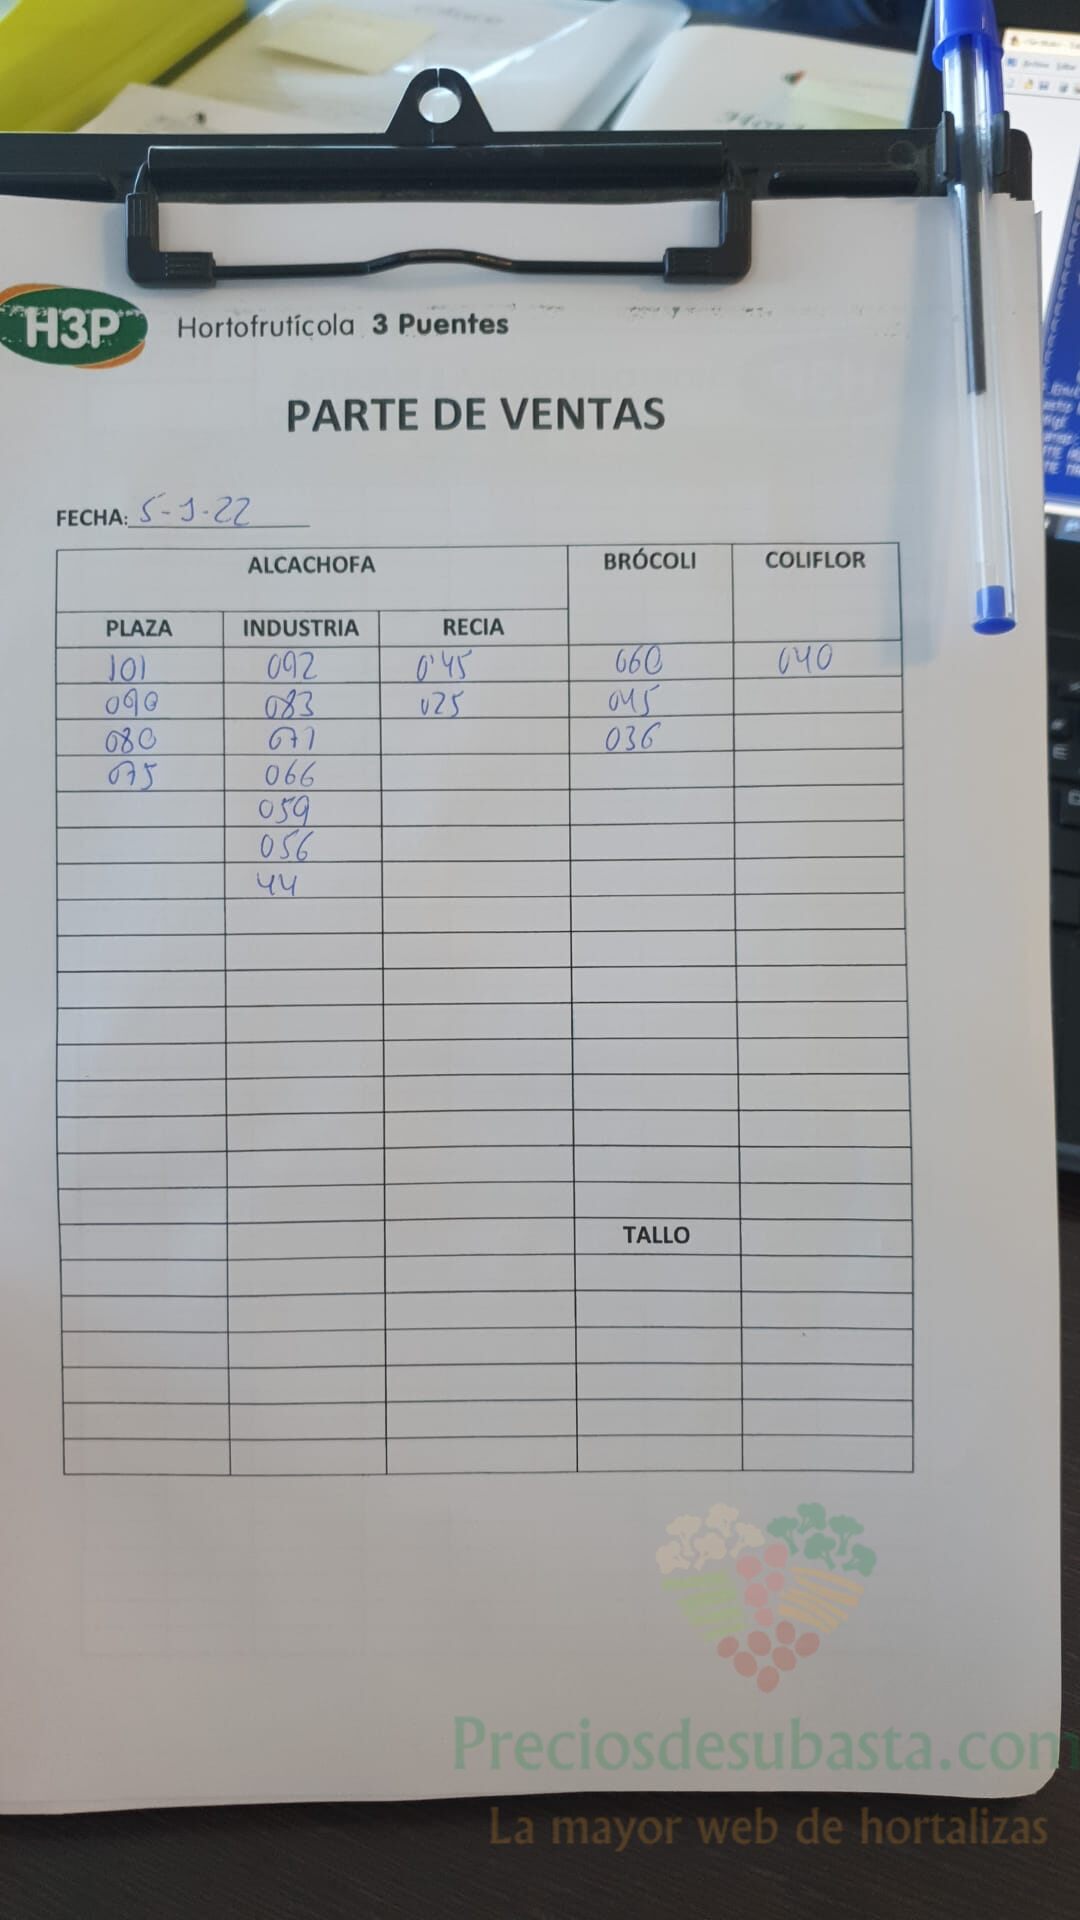 H3P Hortofrutícola 3 Puentes
PARTE DE VENTAS
FECHA: 5-1-22
ALCACHOFA BRÓCOLI COLIFLOR
PLAZA INDUSTRIA RECIA
101 092 0'45 060 040
090 083 025 045
080 071 036
075 066
059
056
44
TALLO
Preciosdesubasta.com
La mayor web de hortalizas